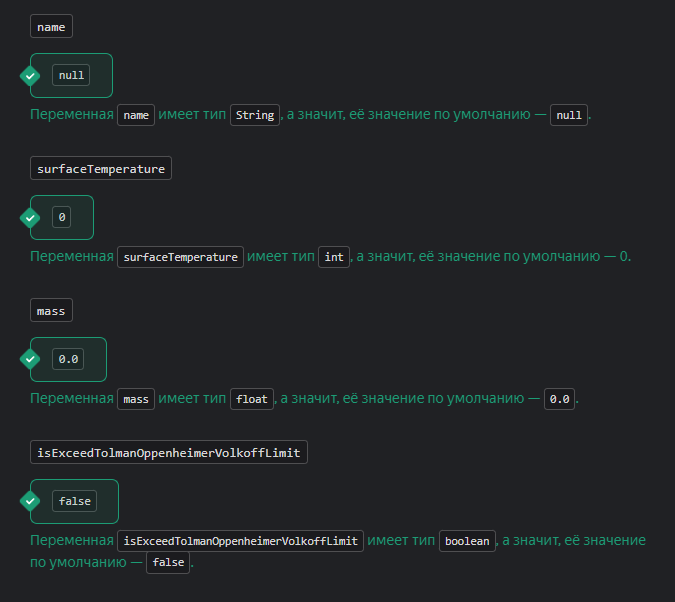 name
null
Переменная name имеет тип String, а значит, её значение по умолчанию — null.
surfaceTemperature
0
Переменная surfaceTemperature имеет тип int, а значит, её значение по умолчанию — 0.
mass
0.0
Переменная mass имеет тип float, а значит, её значение по умолчанию — 0.0.
isExceedTolmanOppenheimerVolkoffLimit
false
Переменная isExceedTolmanOppenheimerVolkoffLimit имеет тип boolean, а значит, её значение
по умолчанию — false.